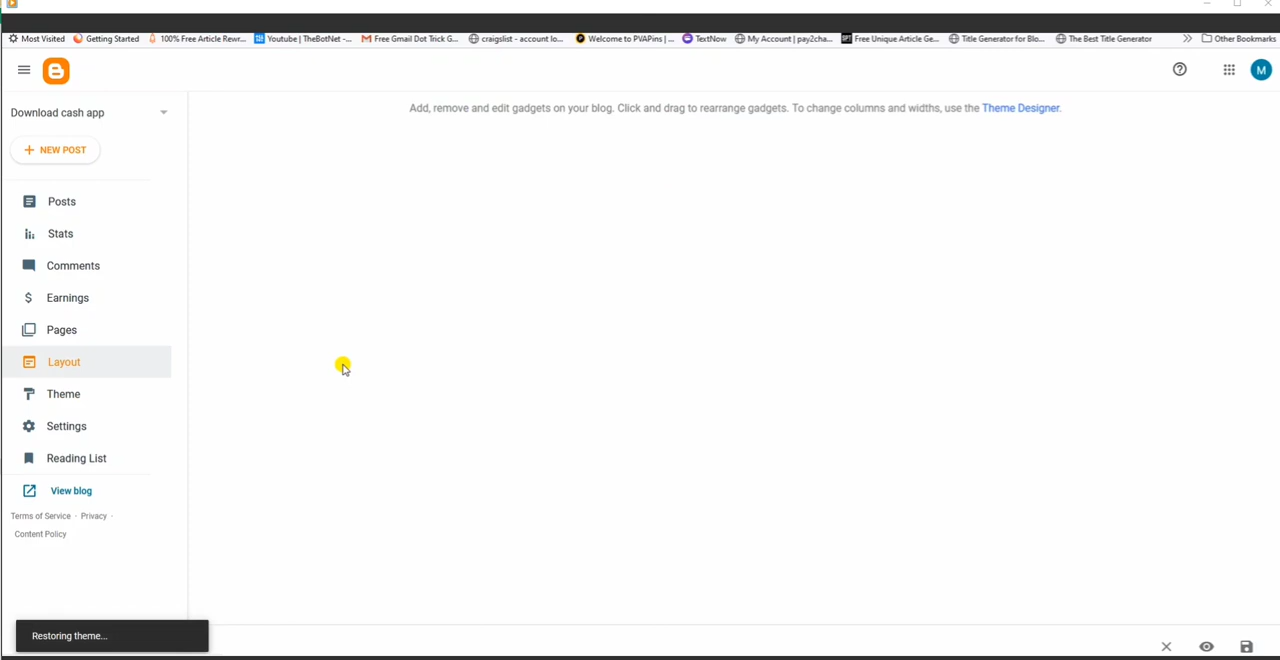 Most Visited Getting Started 100% Free Article Rewr... Youtube | TheBotNet -... Free Gmail Dot Trick G... craigslist - account lo... Welcome to PVAPins | ... TextNow My Account | pay2cha... Free Unique Article Ge... Title Generator for Blo... The Best Title Generator Other Bookmarks
M
Download cash app
Add, remove and edit gadgets on your blog. Click and drag to rearrange gadgets. To change columns and widths, use the Theme Designer.
+ NEW POST
Posts
Stats
Comments
Earnings
Pages
Layout
Theme
Settings
Reading List
View blog
Terms of Service · Privacy ·
Content Policy
Restoring theme...